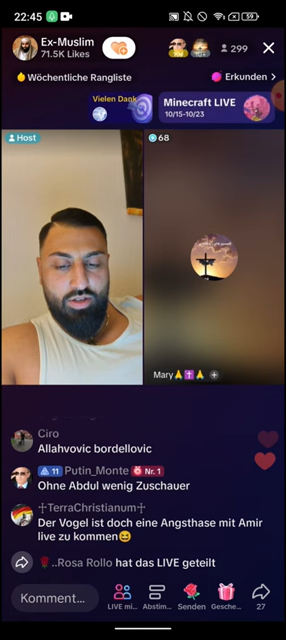 22:45
59
Ex-Muslim
71.5K Likes
299
Wöchentliche Rangliste
Erkunden >
Vielen Dank
Minecraft LIVE
10/15-10/23
Host
68
Mary🙏✝️🙏
Ciro
Allahvovic bordellovic
11 Putin_Monte Nr. 1
Ohne Abdul wenig Zuschauer
♱TerraChristianum♱
Der Vogel ist doch eine Angsthase mit Amir
live zu kommen😆
🌹..Rosa Rollo hat das LIVE geteilt
Komment...
LIVE mi...
Abstim...
Senden
Gesche...
27